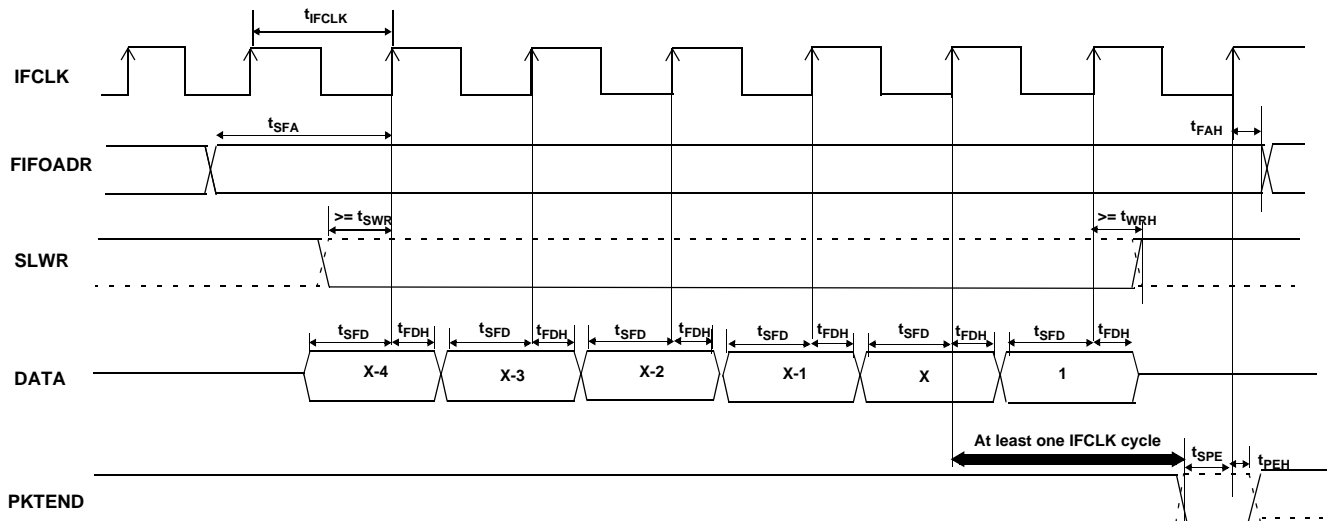 tIFCLK
IFCLK
tSFA
tFAH
FIFOADR
>= tSWR
>= tWRH
SLWR
tSFD tFDH tSFD tFDH tSFD tFDH tSFD tFDH tSFD tFDH tSFD tFDH
DATA X-4 X-3 X-2 X-1 X 1
At least one IFCLK cycle
tSPE tPEH
PKTEND